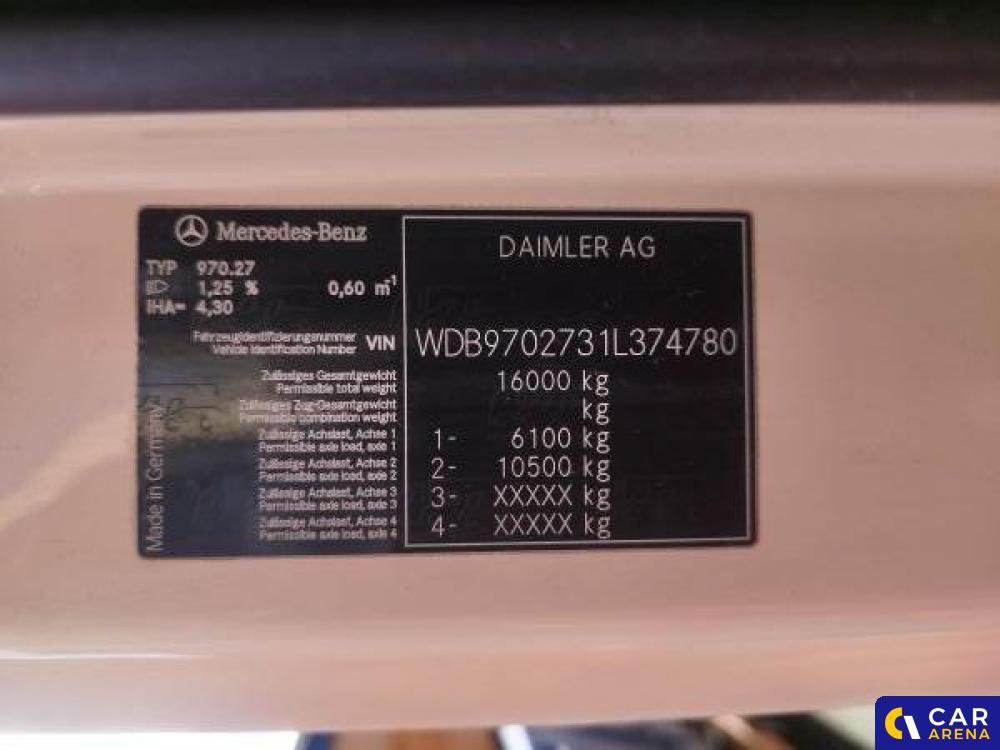 Mercedes-Benz
TYP 970.27
1,25 % 0,60 m⁻¹
IHA= 4,30
DAIMLER AG
Fahrzeugidentifizierungsnummer
Vehicle Identification Number VIN WDB9702731L374780
Zulässiges Gesamtgewicht
Permissible total weight 16000 kg
Zulässiges Zug-Gesamtgewicht
Permissible combination weight kg
Zulässige Achslast, Achse 1
Permissible axle load, axle 1 1- 6100 kg
Zulässige Achslast, Achse 2
Permissible axle load, axle 2 2- 10500 kg
Zulässige Achslast, Achse 3
Permissible axle load, axle 3 3- XXXXX kg
Zulässige Achslast, Achse 4
Permissible axle load, axle 4 4- XXXXX kg
Made in Germany
CAR
ARENA